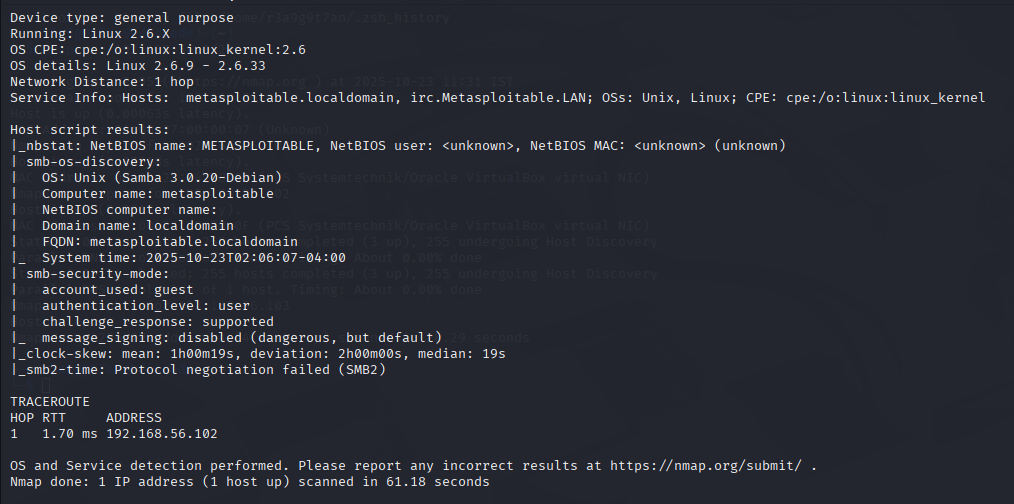 Device type: general purpose
Running: Linux 2.6.X
OS CPE: cpe:/o:linux:linux_kernel:2.6
OS details: Linux 2.6.9 - 2.6.33
Network Distance: 1 hop
Service Info: Hosts:  metasploitable.localdomain, irc.Metasploitable.LAN; OSs: Unix, Linux; CPE: cpe:/o:linux:linux_kernel
Host script results:
|_nbstat: NetBIOS name: METASPLOITABLE, NetBIOS user: <unknown>, NetBIOS MAC: <unknown> (unknown)
| smb-os-discovery:
|   OS: Unix (Samba 3.0.20-Debian)
|   Computer name: metasploitable
|   NetBIOS computer name:
|   Domain name: localdomain
|   FQDN: metasploitable.localdomain
|_  System time: 2025-10-23T02:06:07-04:00
| smb-security-mode:
|   account_used: guest
|   authentication_level: user
|   challenge_response: supported
|_  message_signing: disabled (dangerous, but default)
|_clock-skew: mean: 1h00m19s, deviation: 2h00m00s, median: 19s
|_smb2-time: Protocol negotiation failed (SMB2)
TRACEROUTE
HOP RTT     ADDRESS
1   1.70 ms 192.168.56.102
OS and Service detection performed. Please report any incorrect results at https://nmap.org/submit/ .
Nmap done: 1 IP address (1 host up) scanned in 61.18 seconds